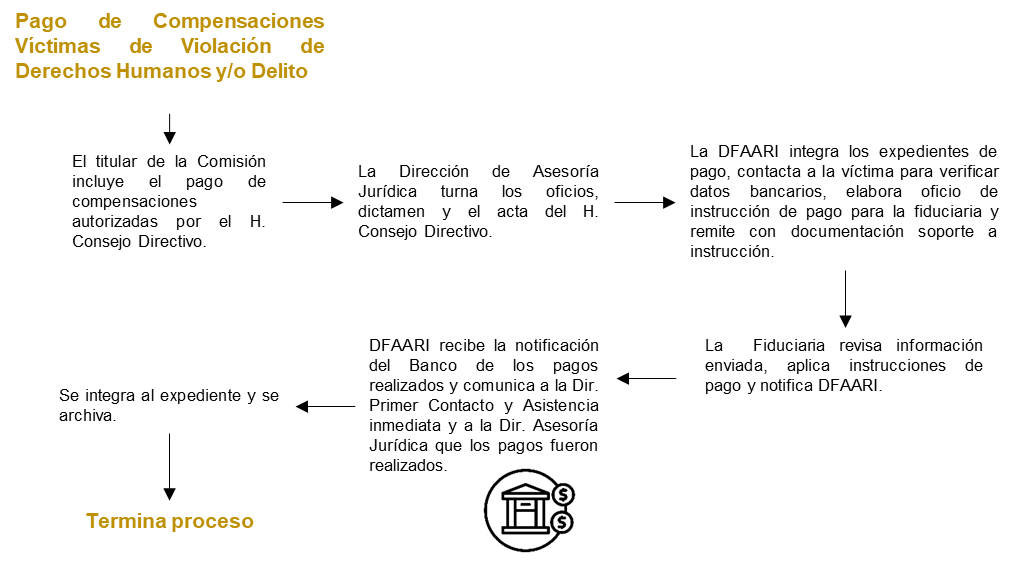 Pago de Compensaciones
Víctimas de Violación de
Derechos Humanos y/o Delito
El titular de la Comisión
incluye el pago de
compensaciones
autorizadas por el H.
Consejo Directivo.
La Dirección de Asesoría
Jurídica turna los oficios,
dictamen y el acta del H.
Consejo Directivo.
La DFAARI integra los expedientes de
pago, contacta a la víctima para verificar
datos bancarios, elabora oficio de
instrucción de pago para la fiduciaria y
remite con documentación soporte a
instrucción.
La Fiduciaria revisa información
enviada, aplica instrucciones de
pago y notifica DFAARI.
DFAARI recibe la notificación
del Banco de los pagos
realizados y comunica a la Dir.
Primer Contacto y Asistencia
inmediata y a la Dir. Asesoría
Jurídica que los pagos fueron
realizados.
Se integra al expediente y se
archiva.
Termina proceso
$
$